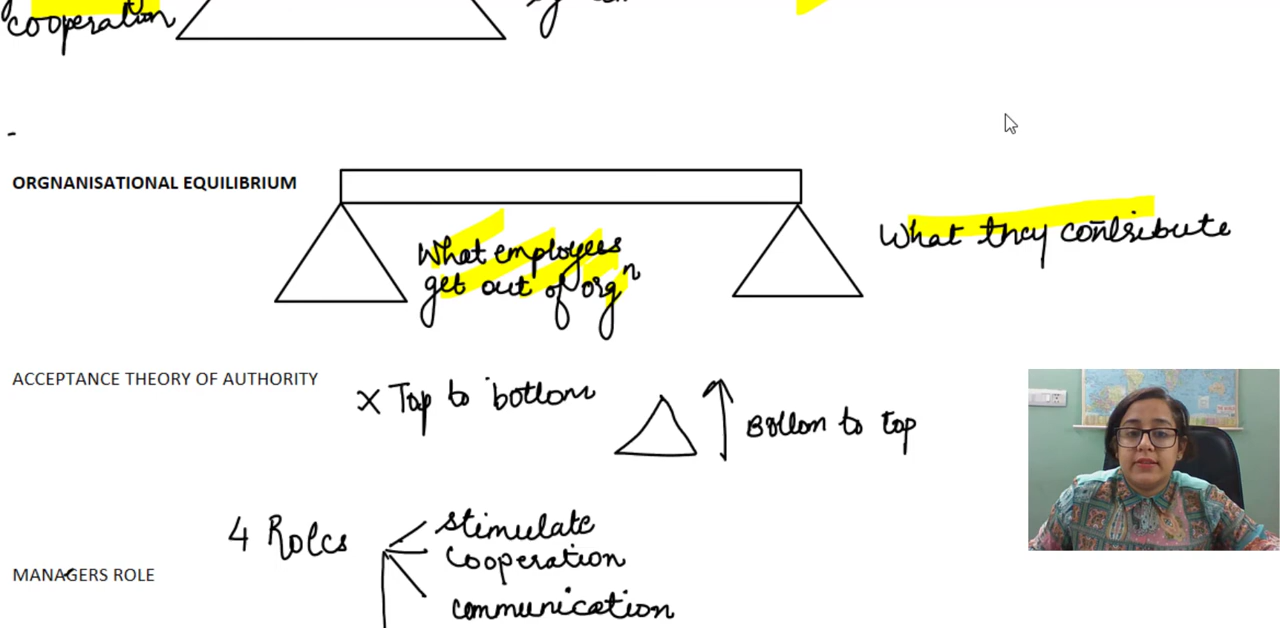 cooperation
ORGNANISATIONAL EQUILIBRIUM
What employees
get out of orgn
What they contribute
ACCEPTANCE THEORY OF AUTHORITY
X Top to bottom
Bottom to top
4 Roles
stimulate
cooperation
communication
MANAGERS ROLE